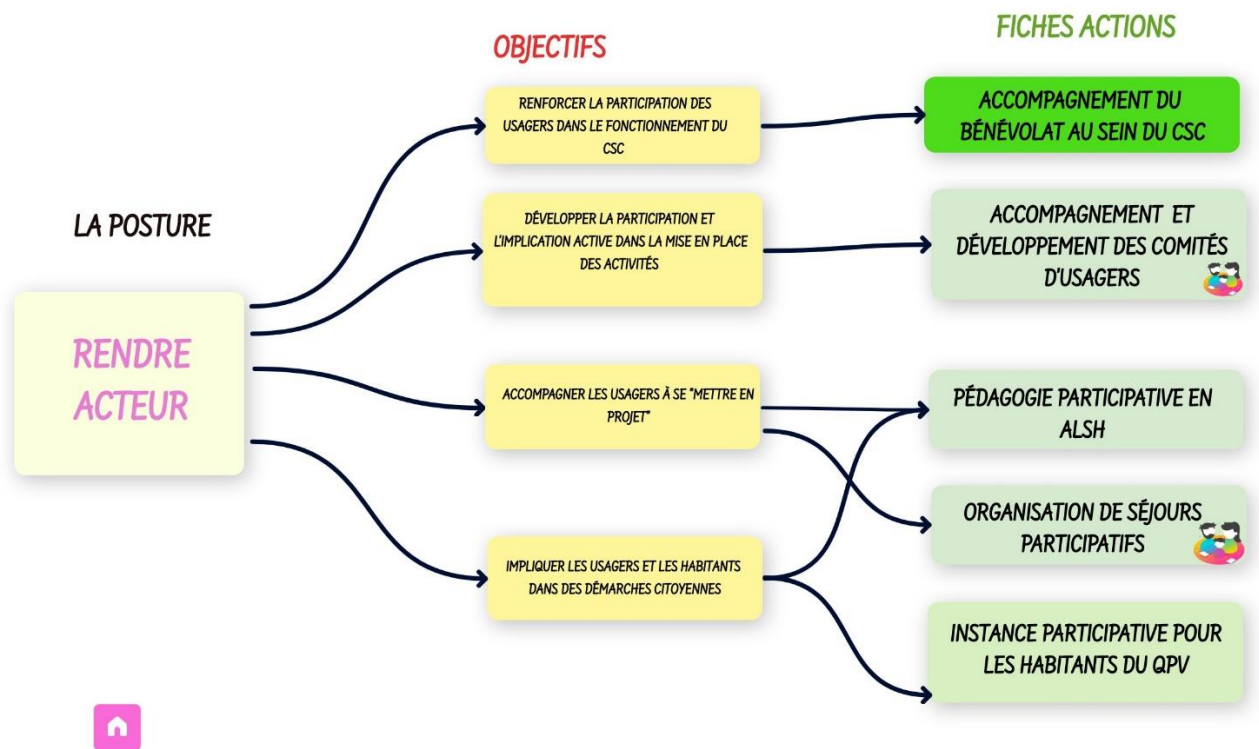 OBJECTIFS
FICHES ACTIONS
LA POSTURE
RENDRE
ACTEUR
RENFORCER LA PARTICIPATION DES
USAGERS DANS LE FONCTIONNEMENT DU
CSC
ACCOMPAGNEMENT DU
BÉNÉVOLAT AU SEIN DU CSC
DÉVELOPPER LA PARTICIPATION ET
L'IMPLICATION ACTIVE DANS LA MISE EN PLACE
DES ACTIVITÉS
ACCOMPAGNEMENT ET
DÉVELOPPEMENT DES COMITÉS
D'USAGERS
ACCOMPAGNER LES USAGERS À SE "METTRE EN
PROJET"
PÉDAGOGIE PARTICIPATIVE EN
ALSH
ORGANISATION DE SÉJOURS
PARTICIPATIFS
IMPLIQUER LES USAGERS ET LES HABITANTS
DANS DES DÉMARCHES CITOYENNES
INSTANCE PARTICIPATIVE POUR
LES HABITANTS DU QPV